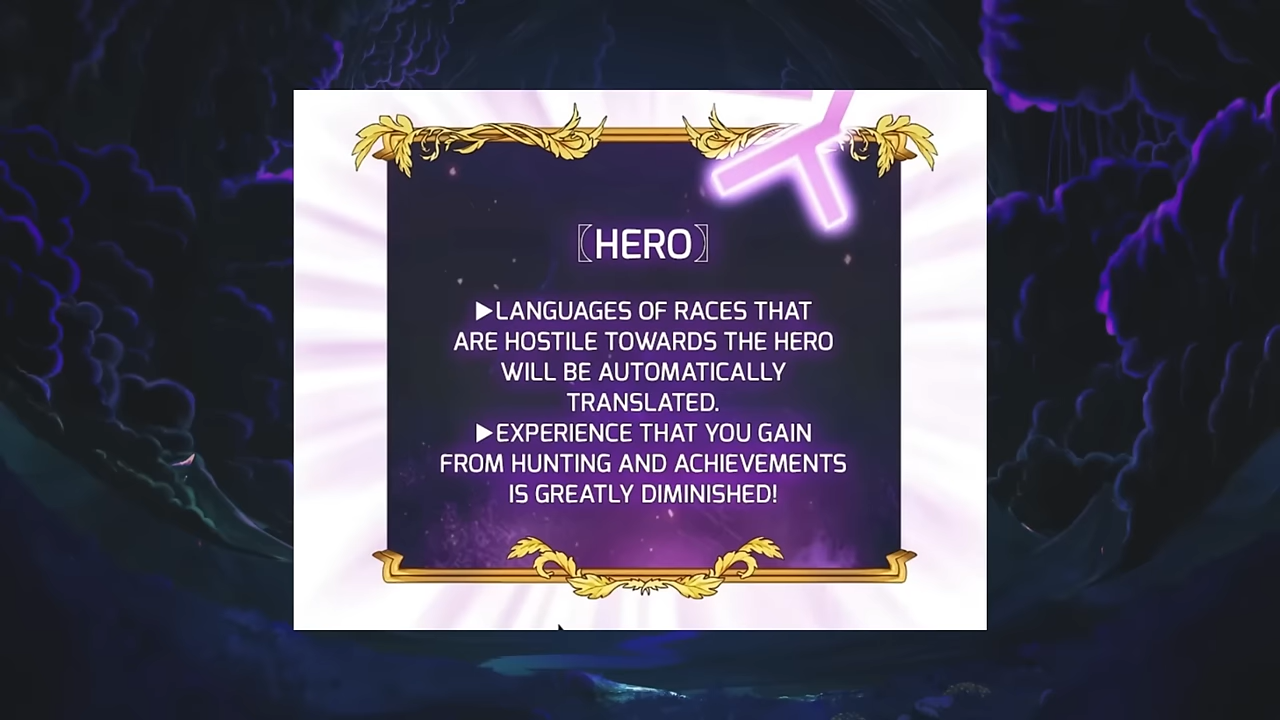 〖HERO〗
▶LANGUAGES OF RACES THAT
ARE HOSTILE TOWARDS THE HERO
WILL BE AUTOMATICALLY
TRANSLATED.
▶EXPERIENCE THAT YOU GAIN
FROM HUNTING AND ACHIEVEMENTS
IS GREATLY DIMINISHED!